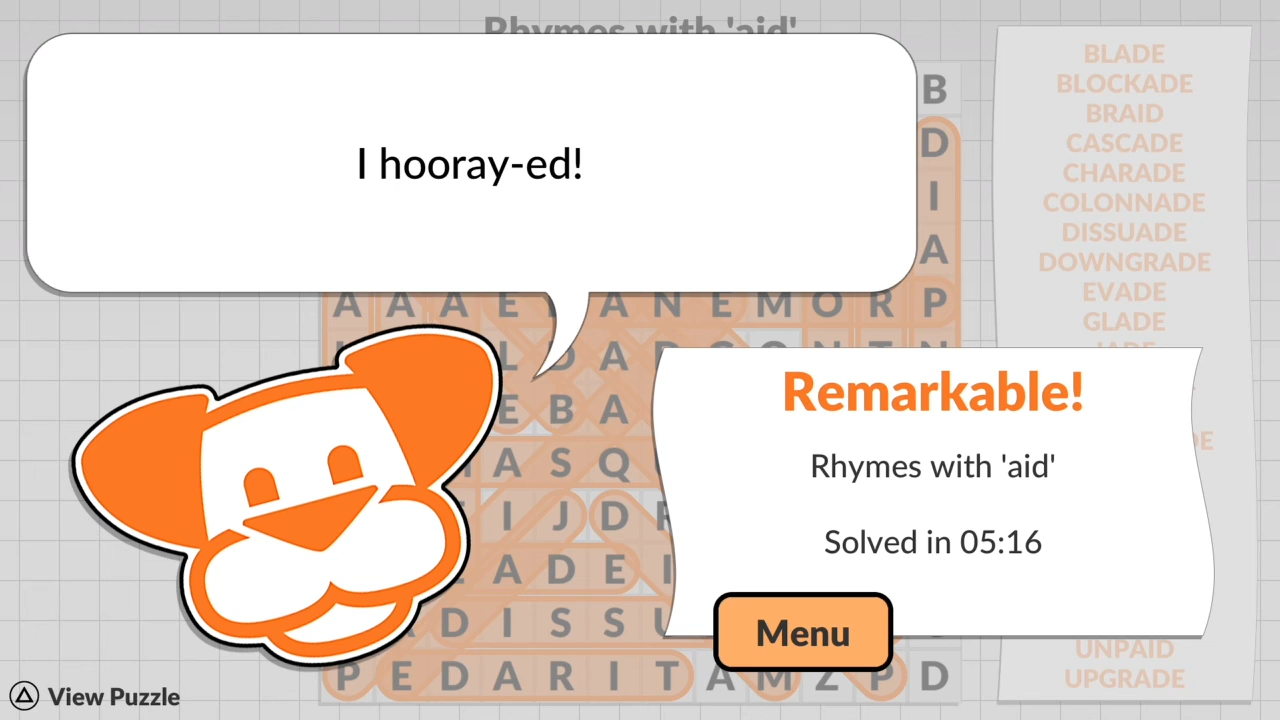 Rhymes with 'aid'
I hooray-ed!
B
D
I
A
A A A E D A N E M O R P
L D A
E B A
A S Q
I J D
A D E I
D I S S U
P E D A R I T A M Z P D
BLADE
BLOCKADE
BRAID
CASCADE
CHARADE
COLONNADE
DISSUADE
DOWNGRADE
EVADE
GLADE
Remarkable!
Rhymes with 'aid'
Solved in 05:16
Menu
UNPAID
UPGRADE
View Puzzle